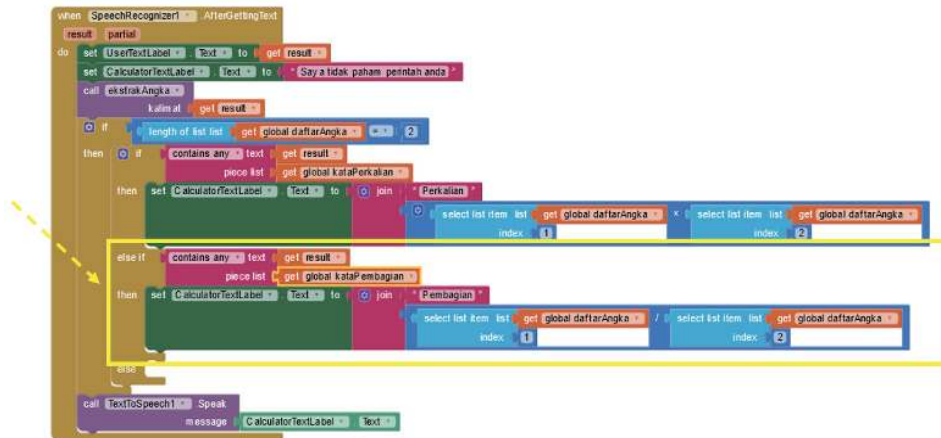 when SpeechRecognizer1 .AfterGettingText
result partial
do set UserTextLabel . Text to get result
set CalculatorTextLabel . Text to " Saya tidak paham perintah anda "
call ekstrakAngka
kalimat get result
if length of list list get global daftarAngka = 2
then if contains any text get result
piece list get global kataPerkalian
then set CalculatorTextLabel . Text to join " Perkalian "
select list item list get global daftarAngka × select list item list get global daftarAngka
index 1 index 2
else if contains any text get result
piece list get global kataPembagian
then set CalculatorTextLabel . Text to join " Pembagian "
select list item list get global daftarAngka / select list item list get global daftarAngka
index 1 index 2
else
call TextToSpeech1 .Speak
message CalculatorTextLabel . Text